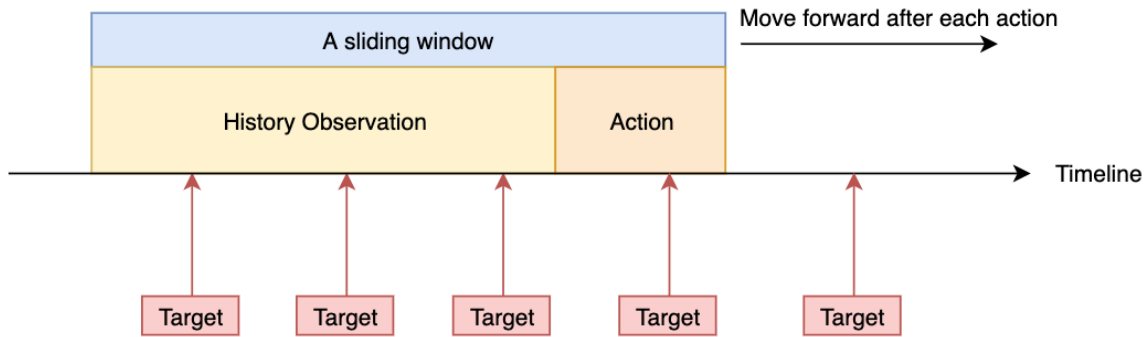 Move forward after each action
A sliding window
History Observation
Action
Timeline
Target
Target
Target
Target
Target